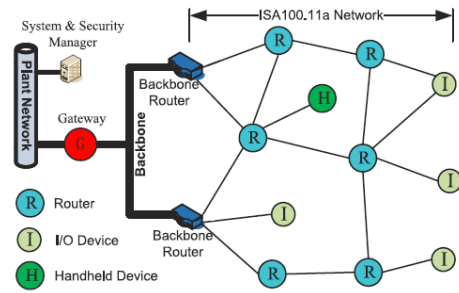 ISA100.11a Network
System & Security
Manager
Plant Network
Gateway
G
Backbone
Backbone
Router
Backbone
Router
R
R
I
H
R
R
I
I
R
R
I
R Router
I I/O Device
H Handheld Device